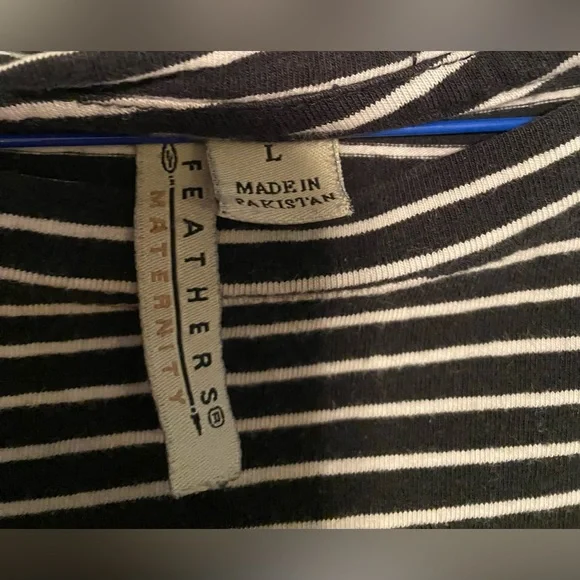 FEATHERS®
MATERNITY
L
MADE IN
PAKISTAN